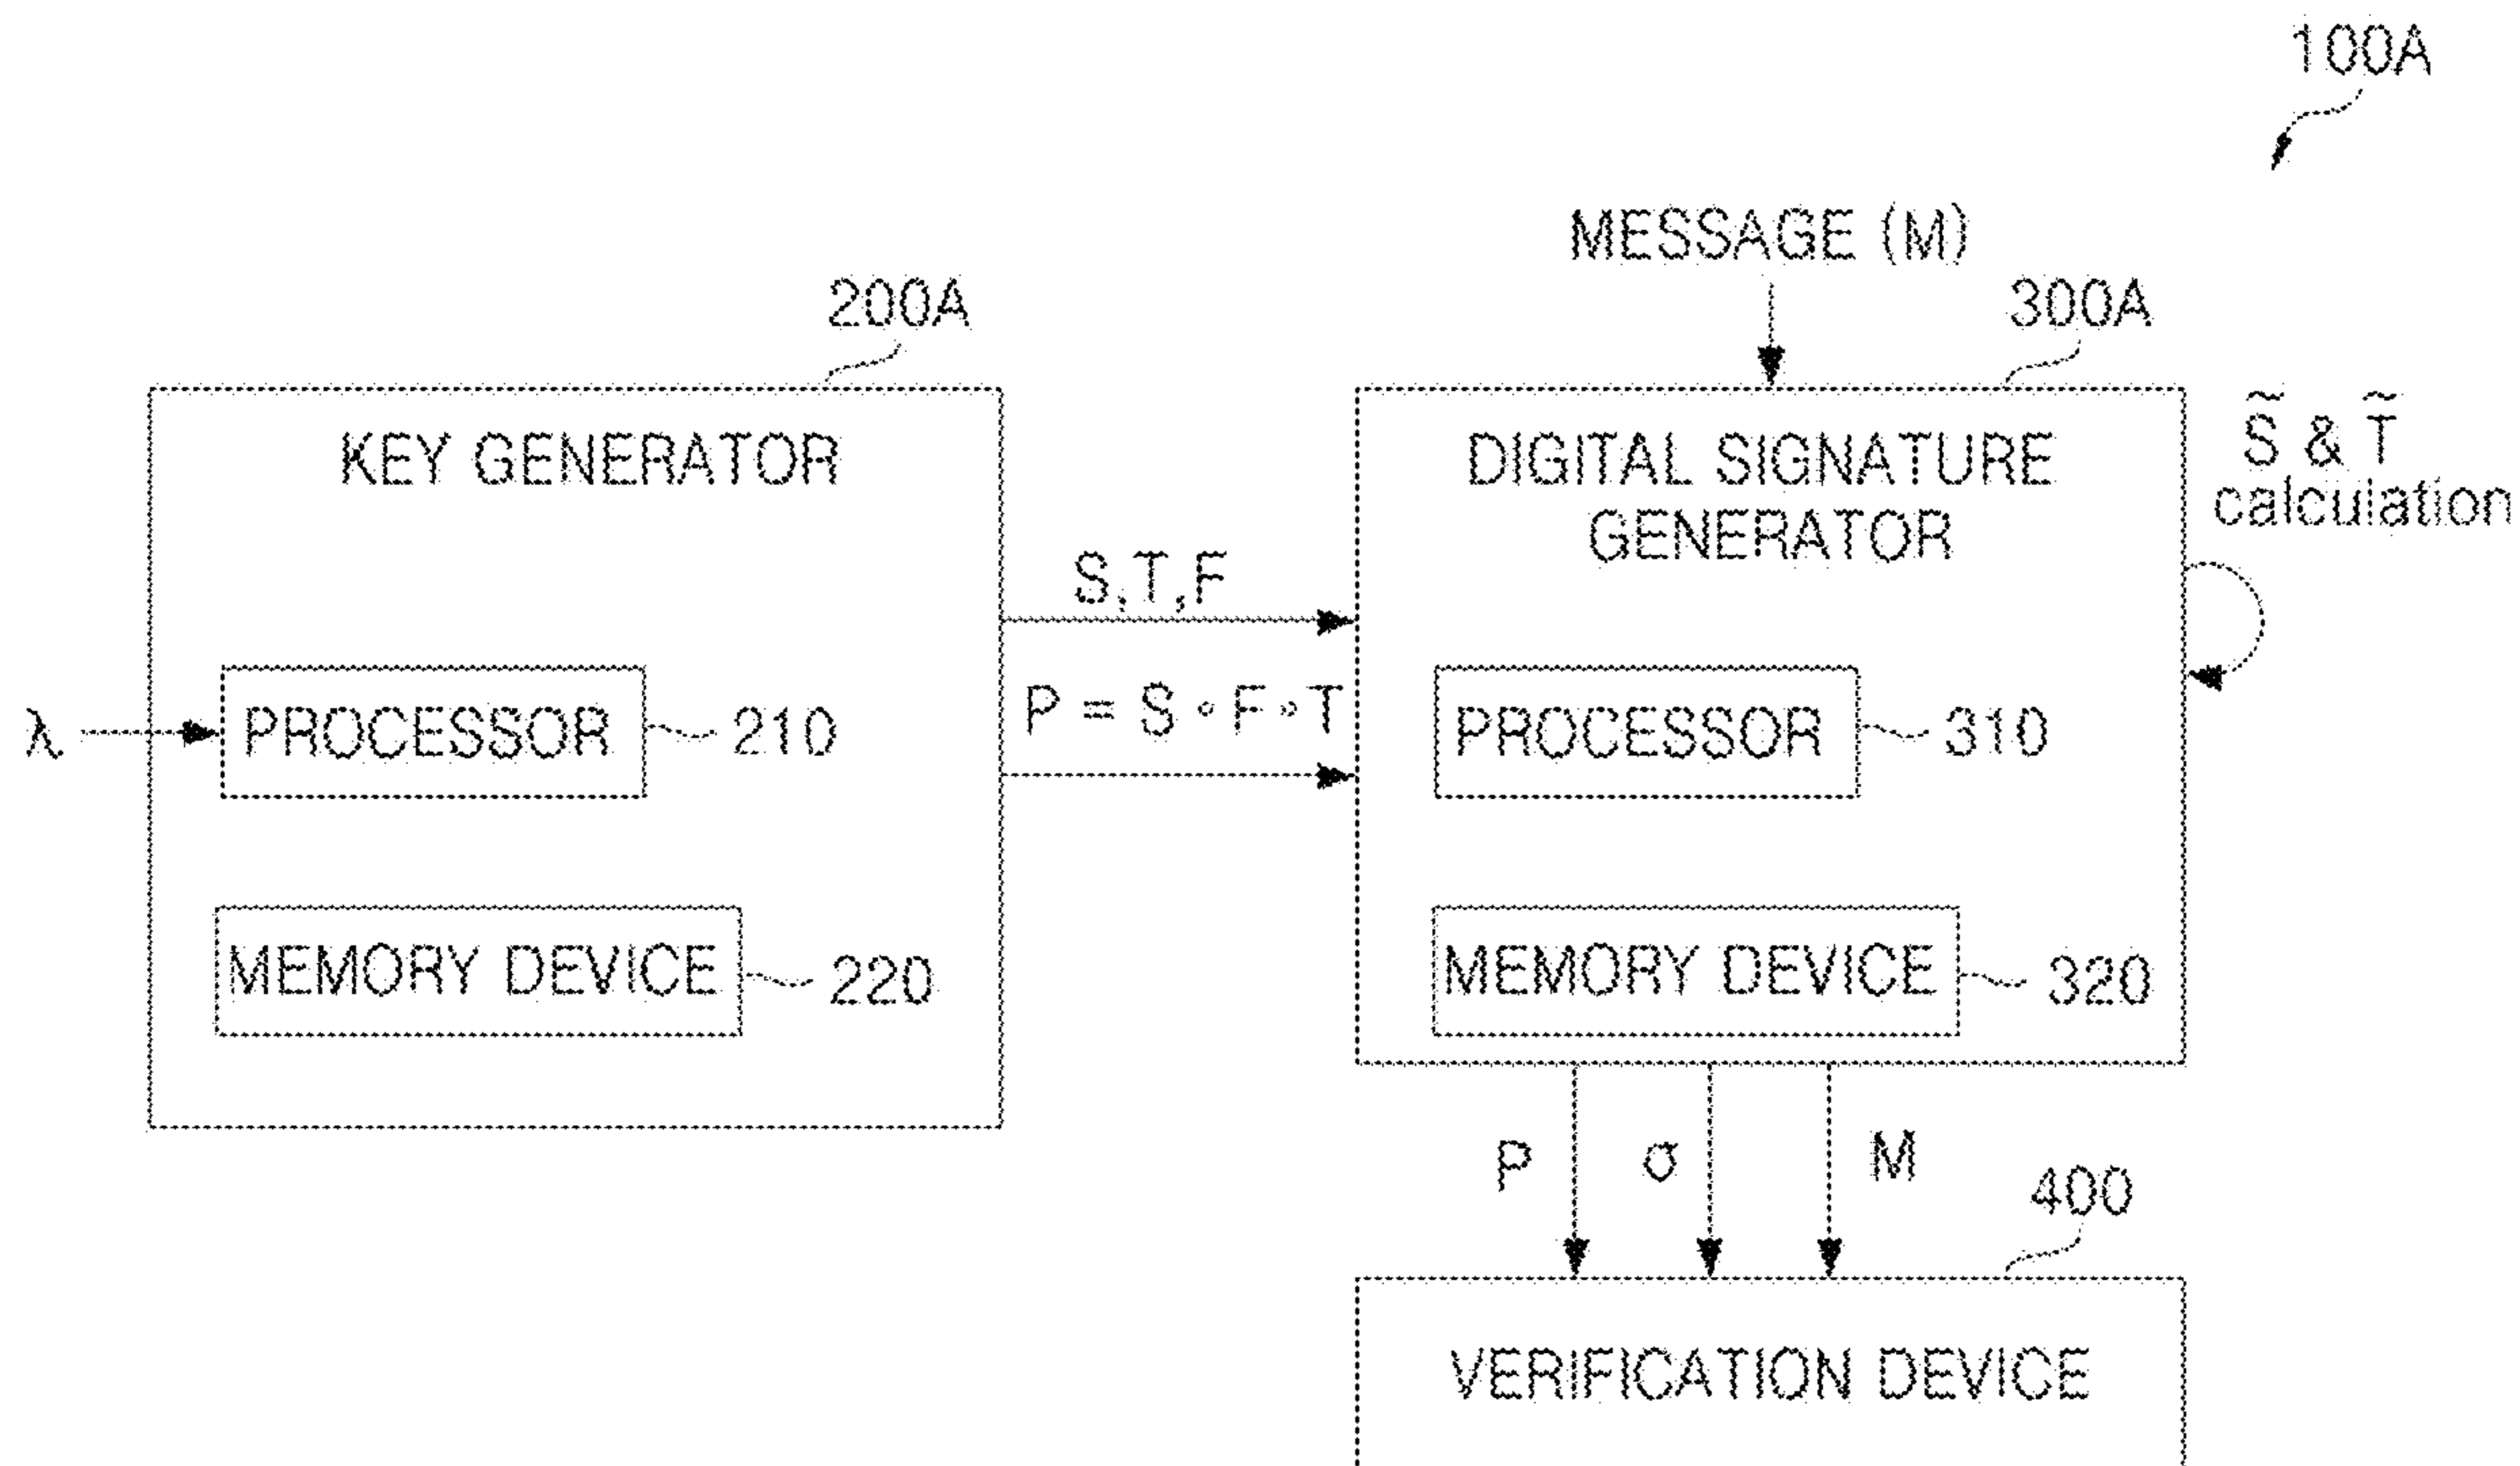 100A
MESSAGE (M)
200A
300A
KEY GENERATOR
DIGITAL SIGNATURE
GENERATOR
S̃ & T̃
calculation
S,T,F
P = S ∘ F ∘ T
λ
PROCESSOR
210
PROCESSOR
310
MEMORY DEVICE
220
MEMORY DEVICE
320
P
σ
M
400
VERIFICATION DEVICE